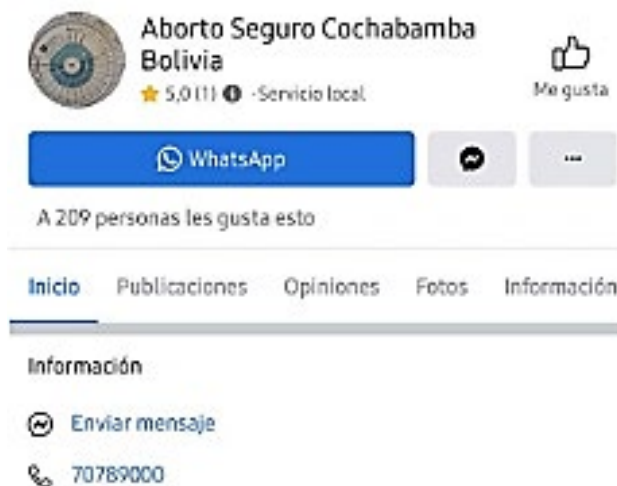 Aborto Seguro Cochabamba
Bolivia
5,0 (1) · Servicio local
Me gusta
WhatsApp
A 209 personas les gusta esto
Inicio Publicaciones Opiniones Fotos Información
Información
Enviar mensaje
70789000